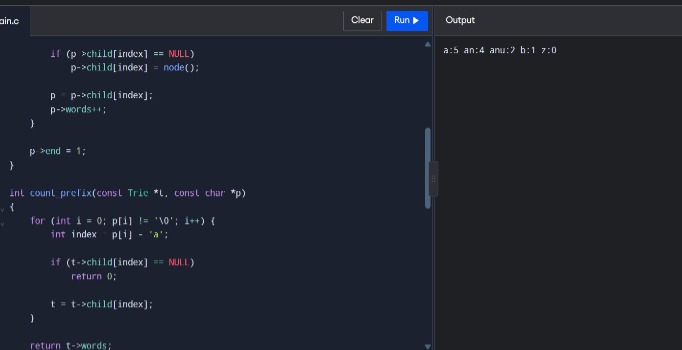 ain.c
Clear
Run
Output
if (p->child[index] == NULL)
p->child[index] = node();
p = p->child[index];
p->words++;
}
p->end = 1;
}
int count_prefix(const Trie *t, const char *p)
{
for (int i = 0; p[i] != '\0'; i++) {
int index = p[i] - 'a';
if (t->child[index] == NULL)
return 0;
t = t->child[index];
}
return t->words;
a:5 an:4 anu:2 b:1 z:0